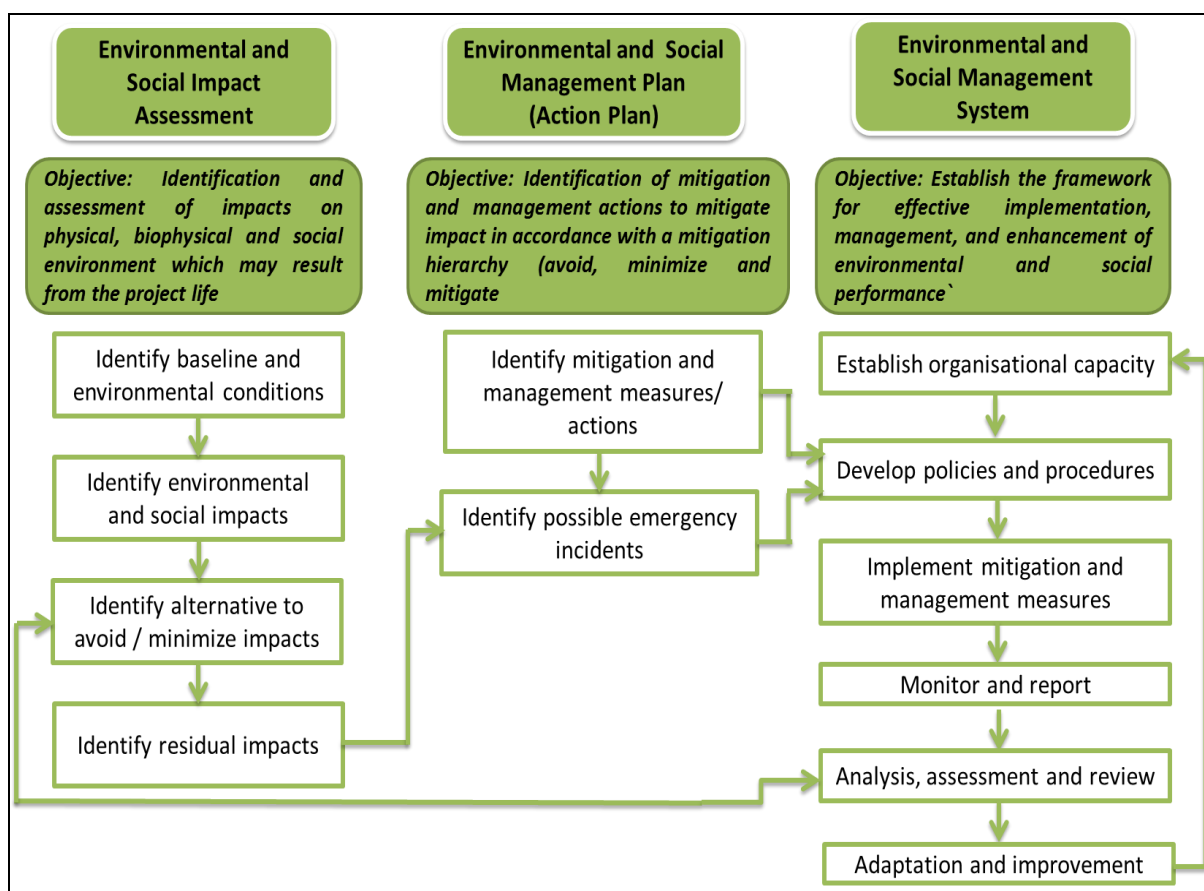 Environmental and
Social Impact
Assessment
Objective: Identification and
assessment of impacts on
physical, biophysical and social
environment which may result
from the project life
Identify baseline and
environmental conditions
Identify environmental
and social impacts
Identify alternative to
avoid / minimize impacts
Identify residual impacts
Environmental and Social
Management Plan
(Action Plan)
Objective: Identification of mitigation
and management actions to mitigate
impact in accordance with a mitigation
hierarchy (avoid, minimize and
mitigate
Identify mitigation and
management measures/
actions
Identify possible emergency
incidents
Environmental and
Social Management
System
Objective: Establish the framework
for effective implementation,
management, and enhancement of
environmental and social
performance`
Establish organisational capacity
Develop policies and procedures
Implement mitigation and
management measures
Monitor and report
Analysis, assessment and review
Adaptation and improvement